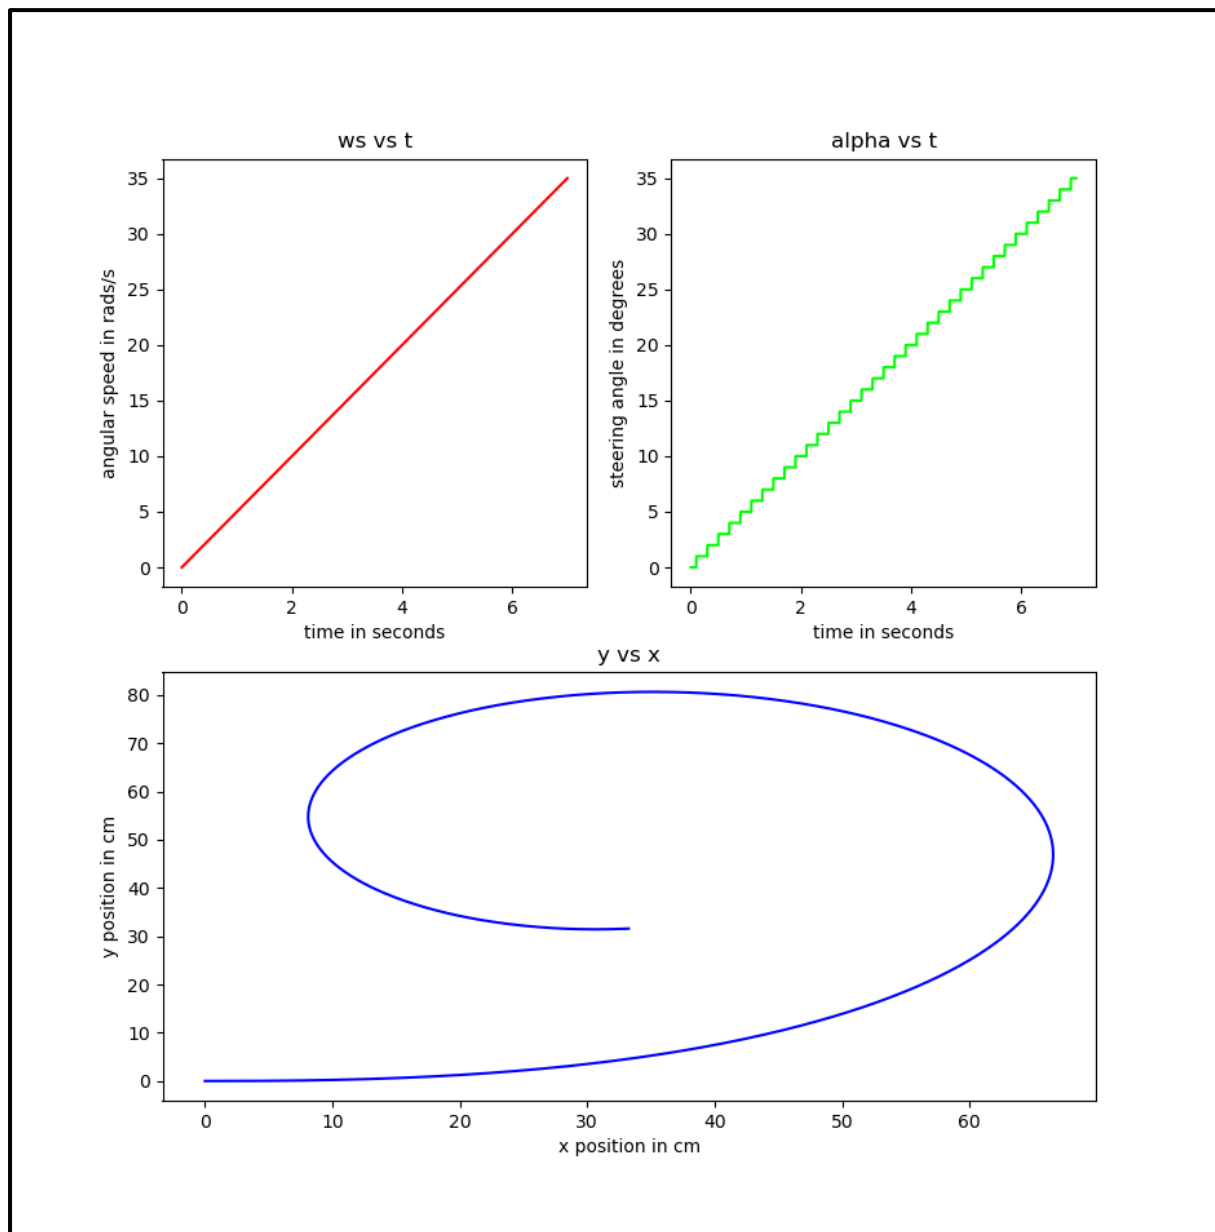 ws vs t
alpha vs t
angular speed in rads/s
35
30
25
20
15
10
5
0
0 2 4 6
time in seconds
steering angle in degrees
35
30
25
20
15
10
5
0
0 2 4 6
time in seconds
y vs x
y position in cm
80
70
60
50
40
30
20
10
0
0 10 20 30 40 50 60
x position in cm